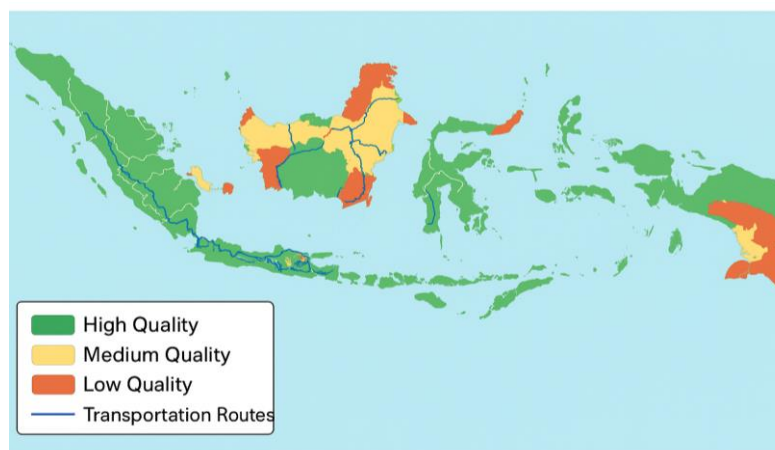 High Quality
Medium Quality
Low Quality
Transportation Routes